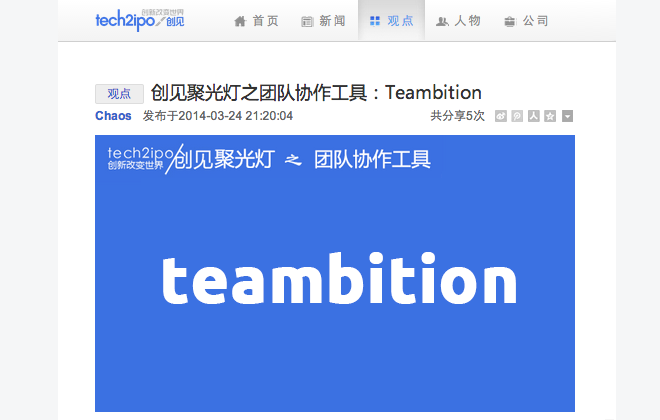 创新改变世界
tech2ipo/创见
首页 新闻 观点 人物 公司
观点 创见聚光灯之团队协作工具：Teambition
Chaos 发布于2014-03-24 21:20:04 共分享5次
tech2ipo/创见聚光灯 之 团队协作工具
创新改变世界
teambition